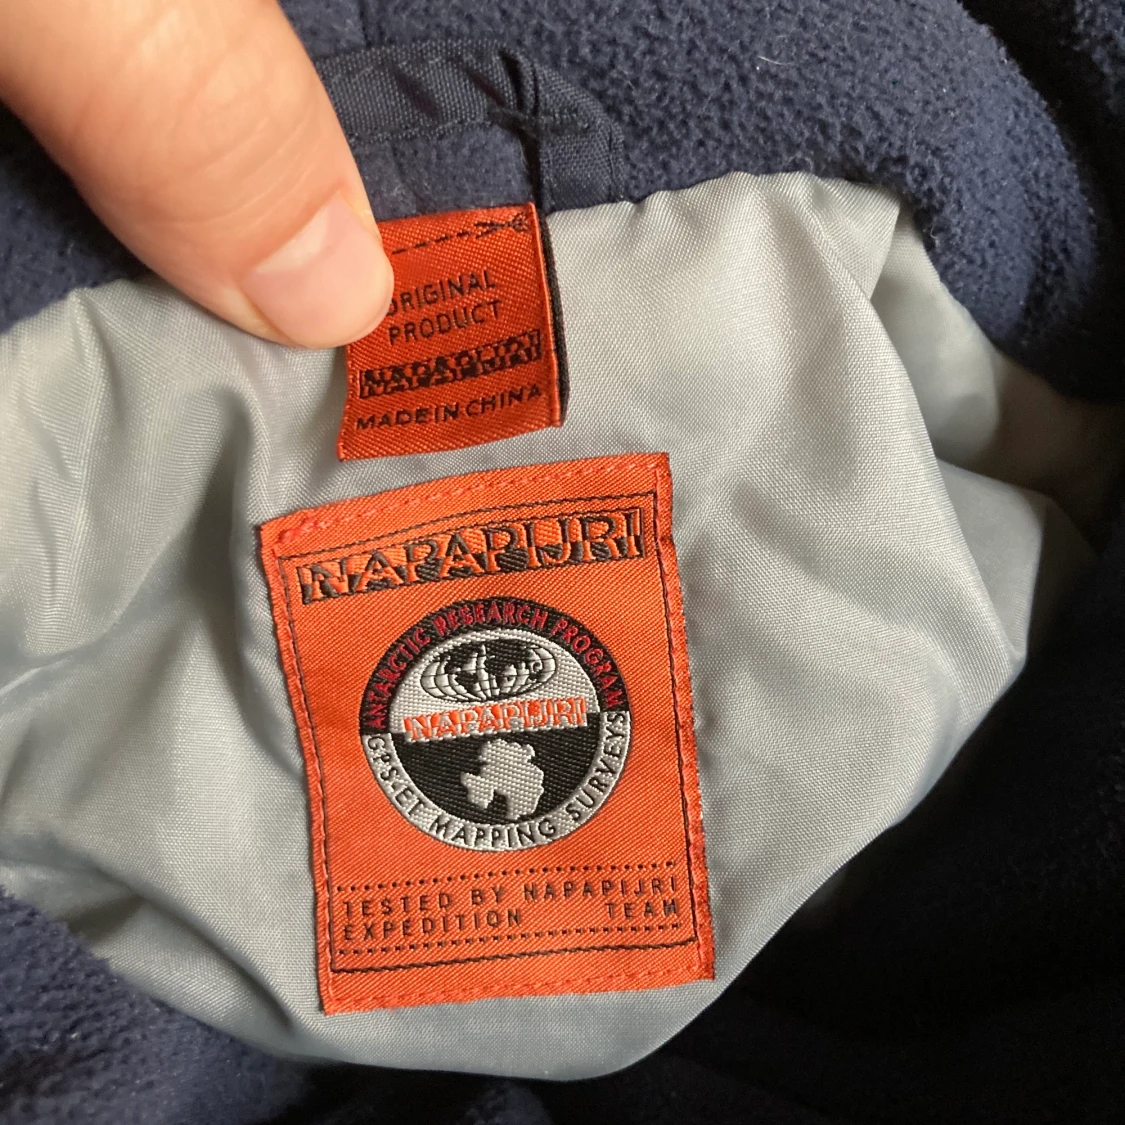 ORIGINAL
PRODUCT
NAPAPIJRI
MADE IN CHINA
NAPAPIJRI
ANTARCTIC RESEARCH PROGRAM
NAPAPIJRI
GPS-ET MAPPING SURVEYS
TESTED BY NAPAPIJRI
EXPEDITION TEAM